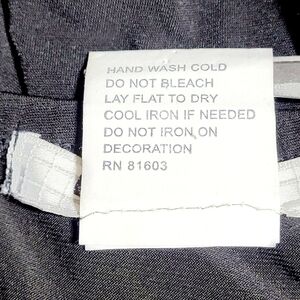 HAND WASH COLD
DO NOT BLEACH
LAY FLAT TO DRY
COOL IRON IF NEEDED
DO NOT IRON ON
DECORATION
RN 81603